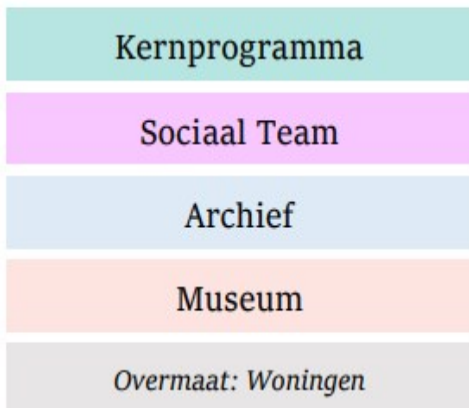 Kernprogramma
Sociaal Team
Archief
Museum
Overmaat: Woningen